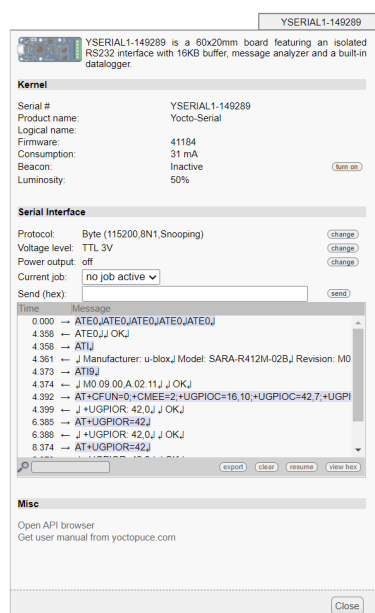 YSERIAL1-149289
YSERIAL1-149289 is a 60x20mm board featuring an isolated
RS232 interface with 16KB buffer, message analyzer and a built-in
datalogger.
Kernel
Serial # YSERIAL1-149289
Product name: Yocto-Serial
Logical name:
Firmware: 41184
Consumption: 31 mA
Beacon: Inactive turn on
Luminosity: 50%
Serial Interface
Protocol: Byte (115200,8N1,Snooping) change
Voltage level: TTL 3V change
Power output: off change
Current job: no job active
Send (hex): send
Time Message
0.000 → ATE0,↲ATE0,↲ATE0,↲ATE0,↲ATE0,↲
4.358 ← ATE0,↲,↲ OK,↲
4.358 → ATI,↲
4.361 ← ,↲ Manufacturer: u-blox,↲ Model: SARA-R412M-02B,↲ Revision: M0
4.373 → ATI9,↲
4.374 ← ,↲ M0.09.00,A.02.11,↲ ,↲ OK,↲
4.392 → AT+CFUN=0;+CMEE=2;+UGPIOC=16,10;+UGPIOC=42,7;+UGPI
4.399 ← ,↲ +UGPIOR: 42,0,↲ ,↲ OK,↲
6.385 → AT+UGPIOR=42,↲
6.388 ← ,↲ +UGPIOR: 42,0,↲ ,↲ OK,↲
8.374 → AT+UGPIOR=42,↲
export clear resume view hex
Misc
Open API browser
Get user manual from yoctopuce.com
Close